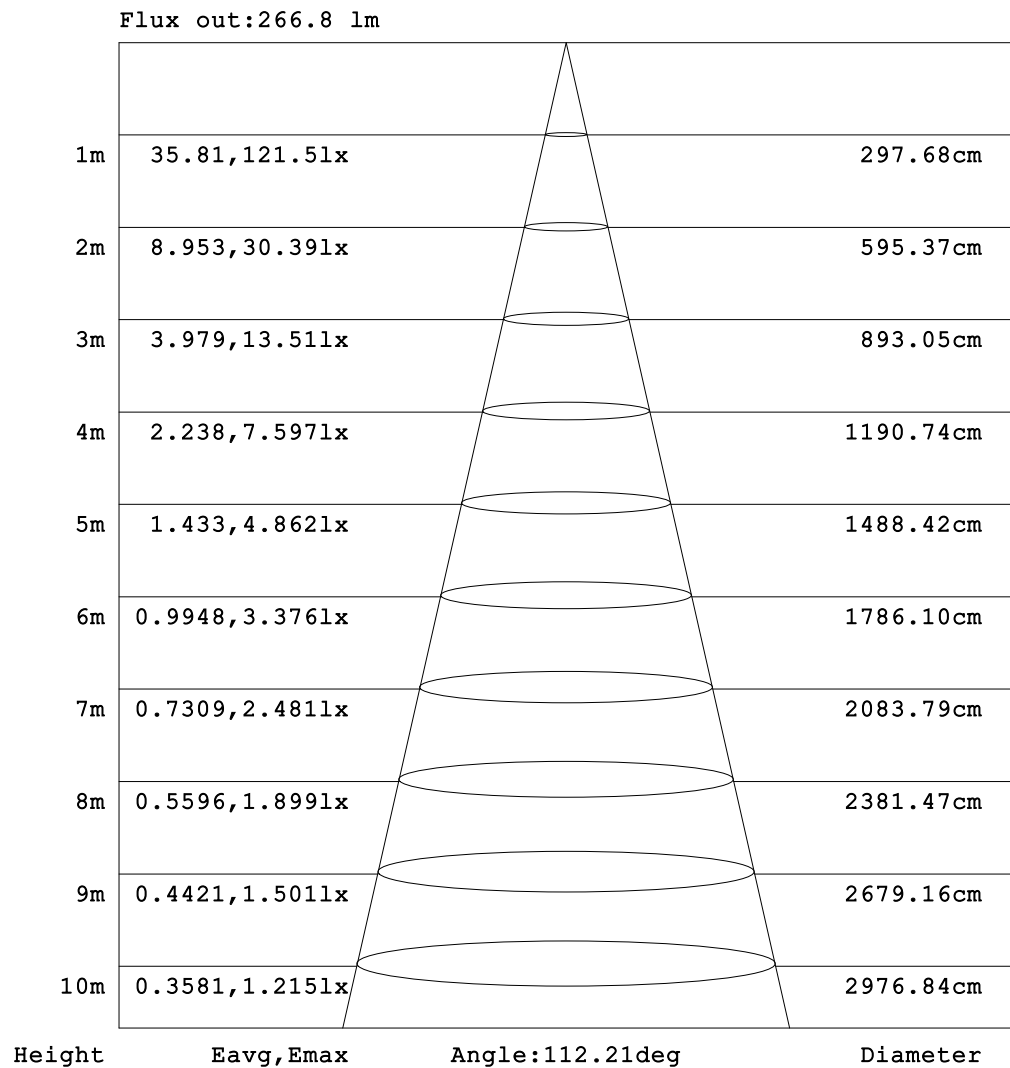 Flux out:266.8 lm
1m 35.81,121.5lx 297.68cm
2m 8.953,30.39lx 595.37cm
3m 3.979,13.51lx 893.05cm
4m 2.238,7.597lx 1190.74cm
5m 1.433,4.862lx 1488.42cm
6m 0.9948,3.376lx 1786.10cm
7m 0.7309,2.481lx 2083.79cm
8m 0.5596,1.899lx 2381.47cm
9m 0.4421,1.501lx 2679.16cm
10m 0.3581,1.215lx 2976.84cm
Height Eavg,Emax Angle:112.21deg Diameter